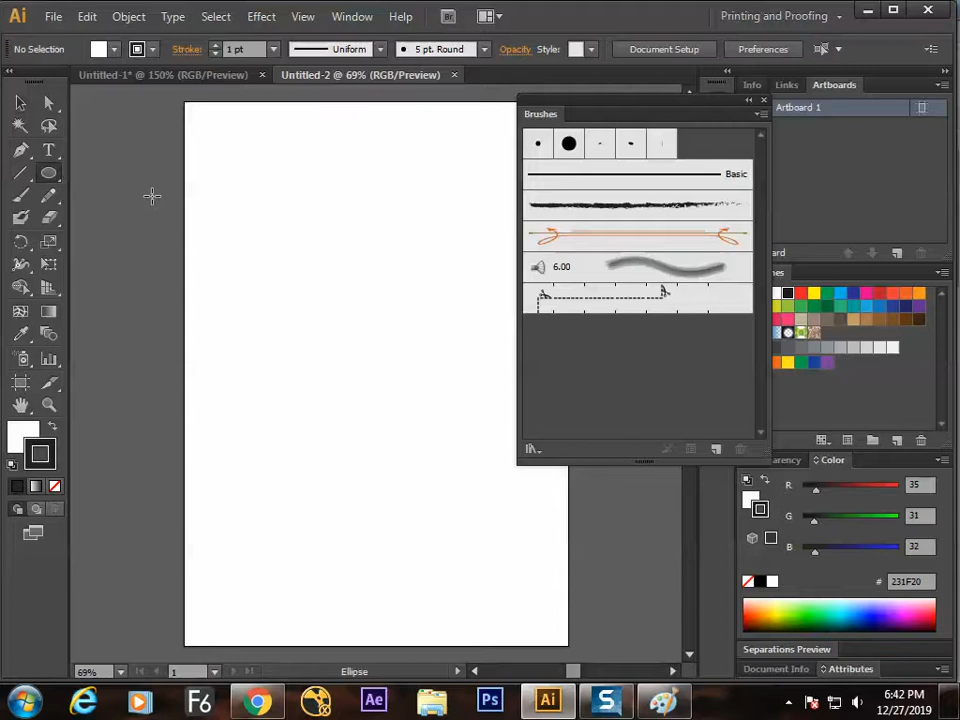 Ai File Edit Object Type Select Effect View Window Help Br Printing and Proofing
No Selection Stroke: 1 pt Uniform 5 pt. Round Opacity Style: Document Setup Preferences
Untitled-1* @ 150% (RGB/Preview) Untitled-2 @ 69% (RGB/Preview)
Info Links Artboards
Artboard 1
Brushes
Basic
6.00
Color
R 35
G 31
B 32
# 231F20
Separations Preview
Document Info Attributes
69% 1 Ellipse
F6 Ae Ps Ai S
6:42 PM
12/27/2019